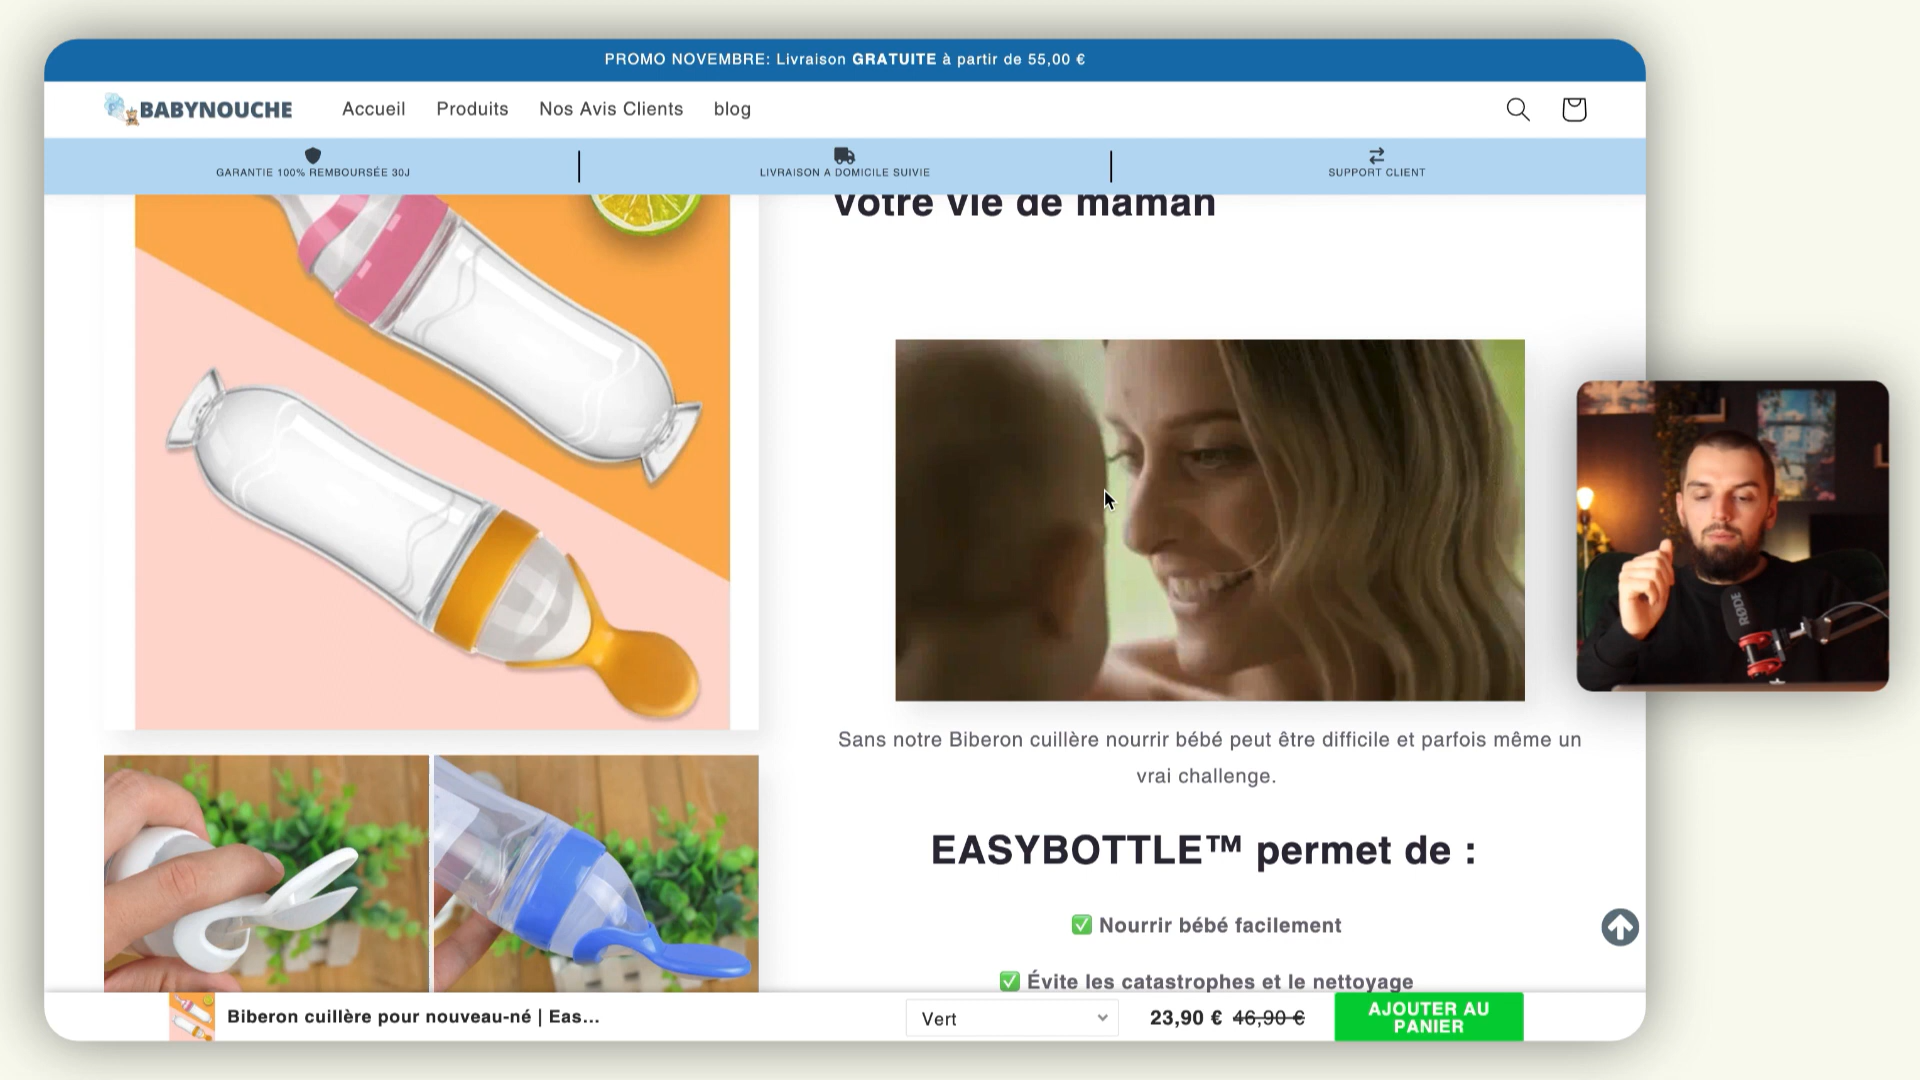 PROMO NOVEMBRE: Livraison GRATUITE à partir de 55,00 €
BABYNOUCHE
Accueil
Produits
Nos Avis Clients
blog
GARANTIE 100% REMBOURSÉE 30J
LIVRAISON A DOMICILE SUIVIE
SUPPORT CLIENT
votre vie de maman
Sans notre Biberon cuillère nourrir bébé peut être difficile et parfois même un
vrai challenge.
EASYBOTTLE™ permet de :
✅ Nourrir bébé facilement
✅ Évite les catastrophes et le nettoyage
Biberon cuillère pour nouveau-né | Eas...
Vert
23,90 € 46,90 €
AJOUTER AU
PANIER
RØDE